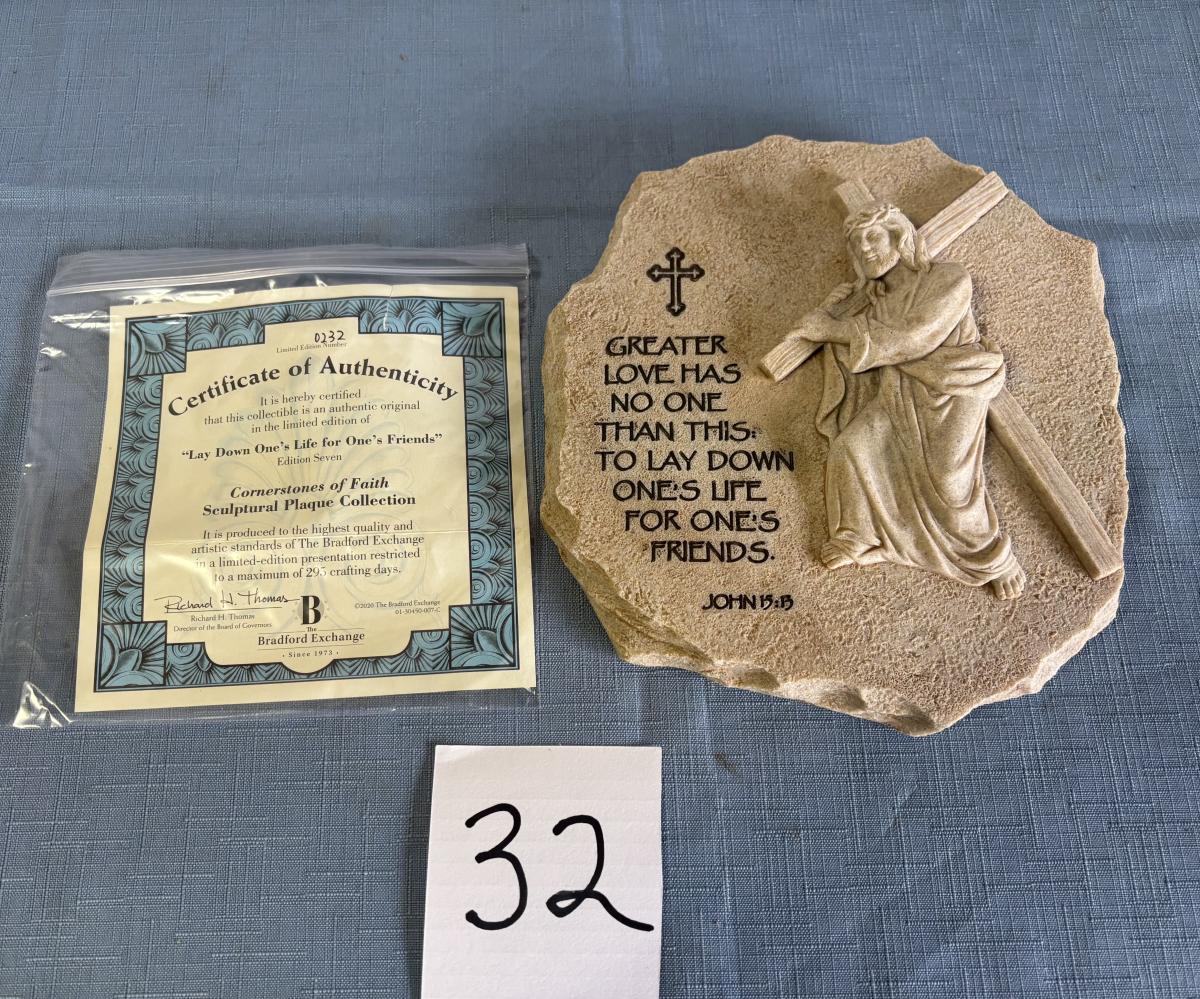 0232
Limited Edition Number
Certificate of Authenticity
It is hereby certified
that this collectible is an authentic original
in the limited edition of
"Lay Down One's Life for One's Friends"
Edition Seven
Cornerstones of Faith
Sculptural Plaque Collection
It is produced to the highest quality and
artistic standards of The Bradford Exchange
in a limited-edition presentation restricted
to a maximum of 295 crafting days.
Richard H. Thomas
Richard H. Thomas
Director of the Board of Governors
B
The
Bradford Exchange
· Since 1973 ·
©2020 The Bradford Exchange
01-30450-007-C
GREATER
LOVE HAS
NO ONE
THAN THIS:
TO LAY DOWN
ONE'S LIFE
FOR ONE'S
FRIENDS.
JOHN 15:13
32